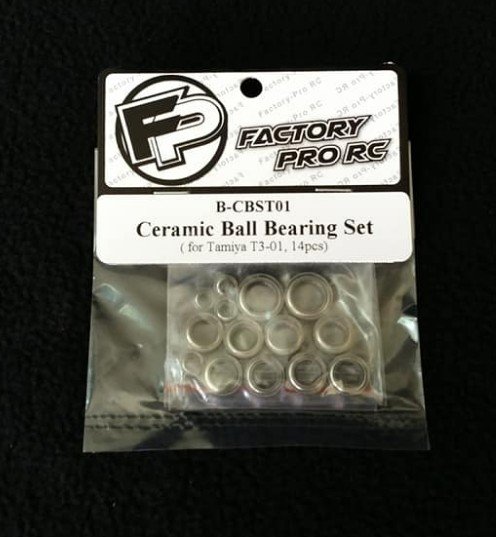 FP
FACTORY
PRO RC
B-CBST01
Ceramic Ball Bearing Set
( for Tamiya T3-01, 14pcs)